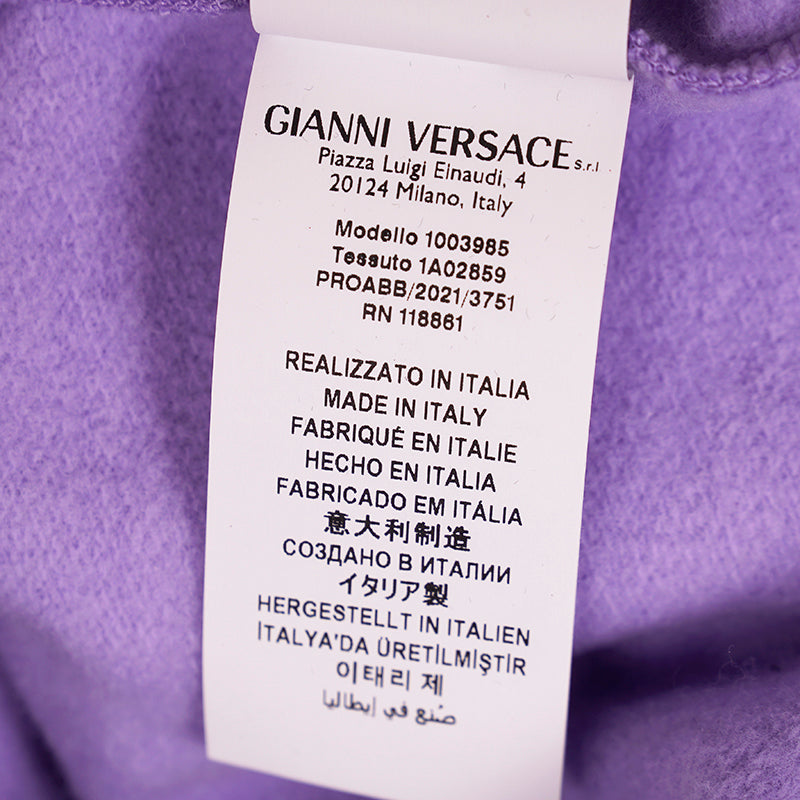 GIANNI VERSACE s.r.l
Piazza Luigi Einaudi, 4
20124 Milano, Italy
Modello 1003985
Tessuto 1A02859
PROABB/2021/3751
RN 118861
REALIZZATO IN ITALIA
MADE IN ITALY
FABRIQUÉ EN ITALIE
HECHO EN ITALIA
FABRICADO EM ITÁLIA
意大利制造
СОЗДАНО В ИТАЛИИ
イタリア製
HERGESTELLT IN ITALIEN
İTALYA'DA ÜRETİLMİŞTİR
이태리 제
صُنع في إيطاليا